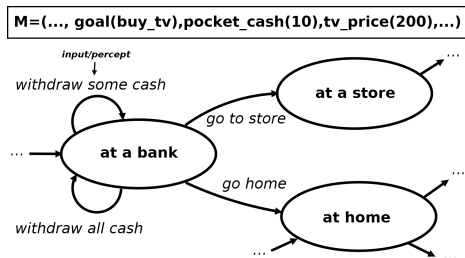 M=(..., goal(buy_tv),pocket_cash(10),tv_price(200),...)
input/percept
...
withdraw some cash
at a store
go to store
...
at a bank
...
go home
at home
withdraw all cash
...
...